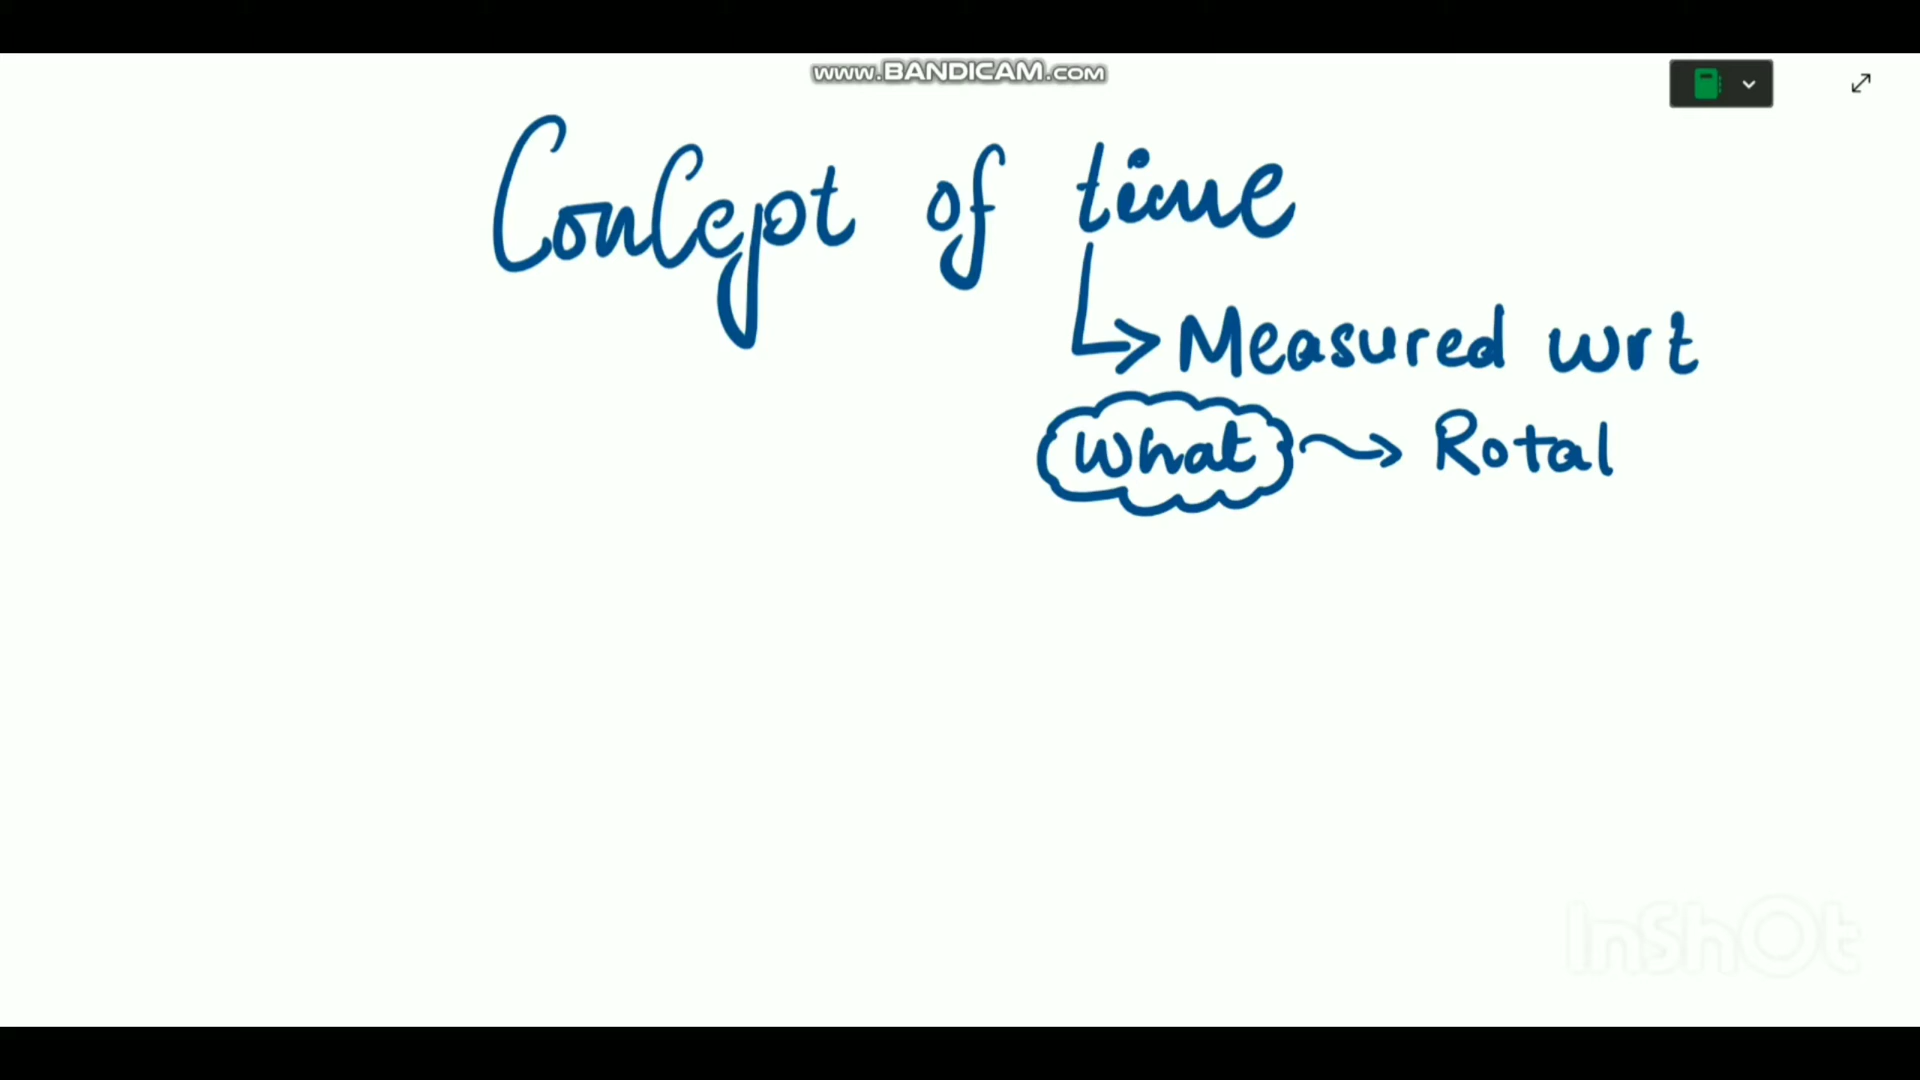 www.BANDICAM.com
Concept of time
Measured wrt
What → Rotal
InShOt